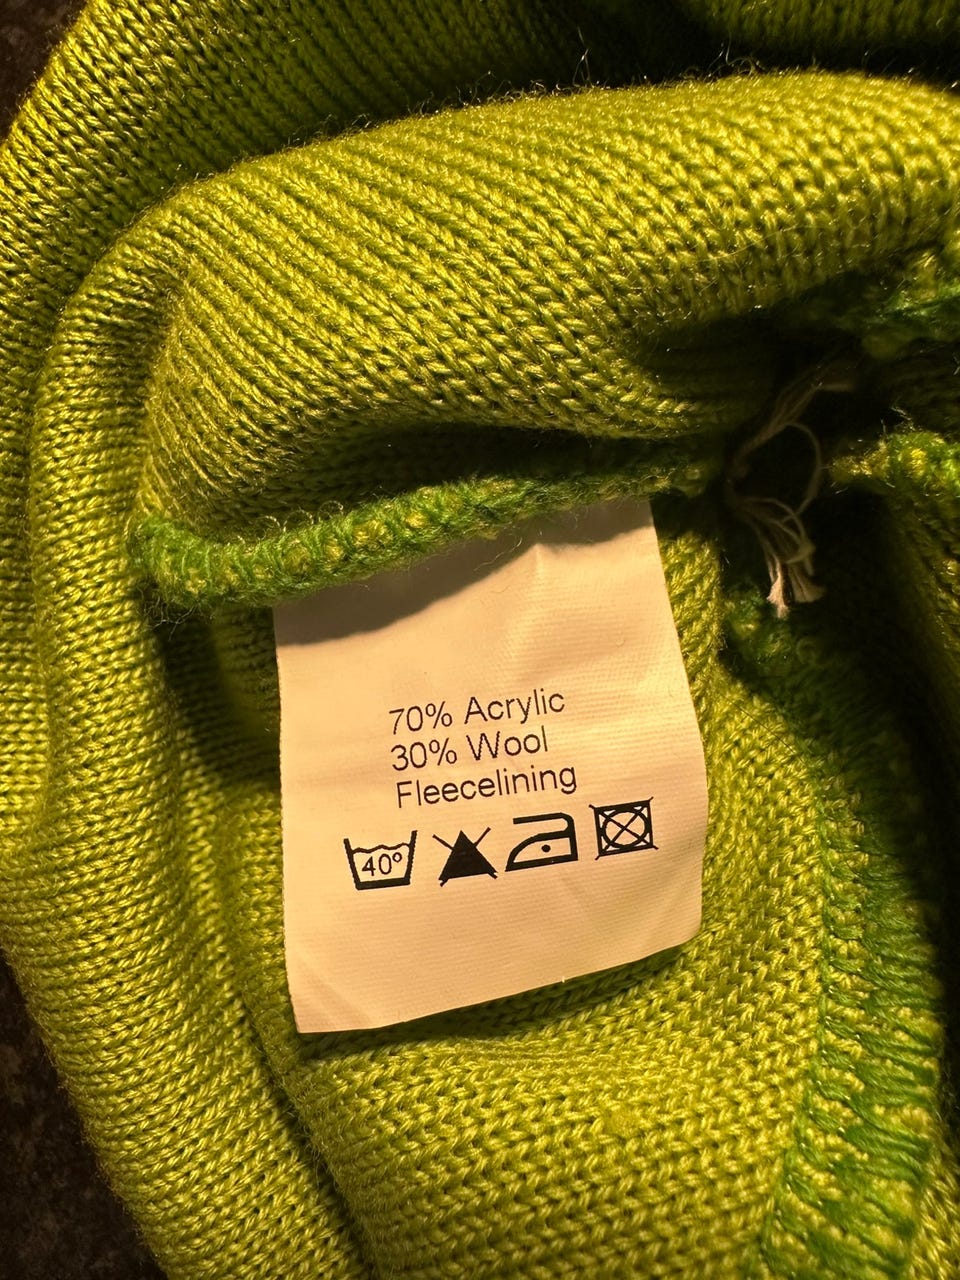 70% Acrylic
30% Wool
Fleecelining
40°